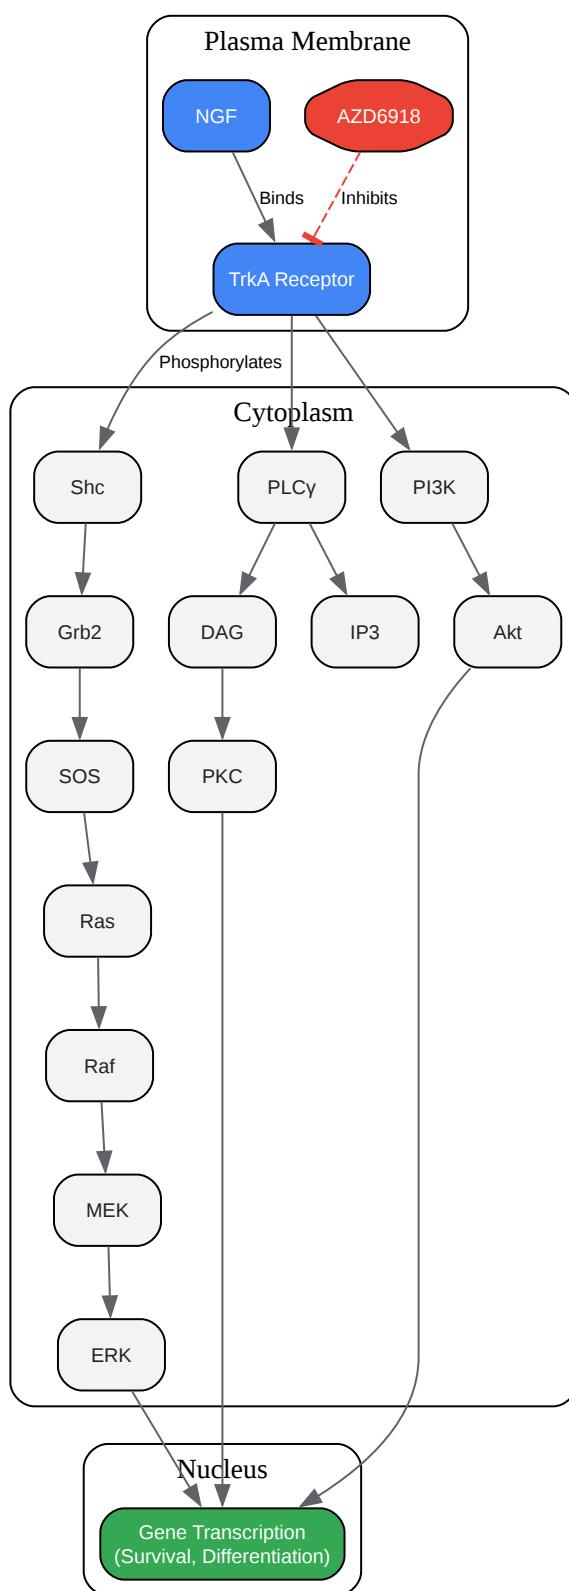 Plasma Membrane
NGF
AZD6918
Binds
Inhibits
TrkA Receptor
Phosphorylates
Cytoplasm
Shc
PLCγ
PI3K
Grb2
DAG
IP3
Akt
SOS
PKC
Ras
Raf
MEK
ERK
Nucleus
Gene Transcription
(Survival, Differentiation)